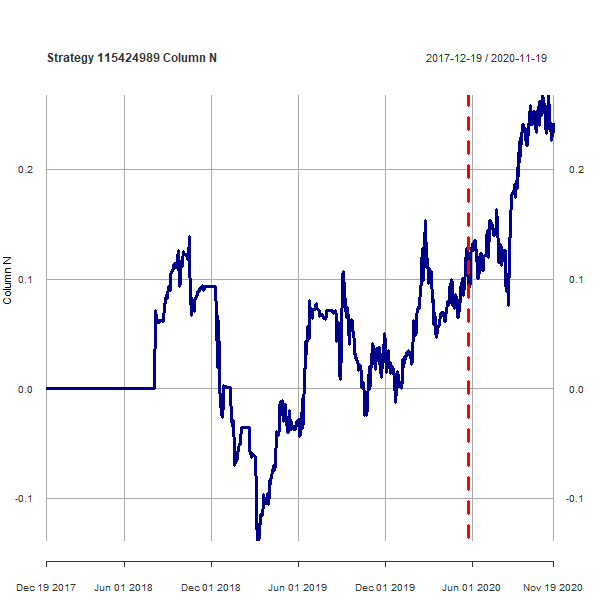 Strategy 115424989 Column N
2017-12-19 / 2020-11-19
Column N
0.2
0.2
0.1
0.1
0.0
0.0
-0.1
-0.1
Dec 19 2017
Jun 01 2018
Dec 01 2018
Jun 01 2019
Dec 01 2019
Jun 01 2020
Nov 19 2020